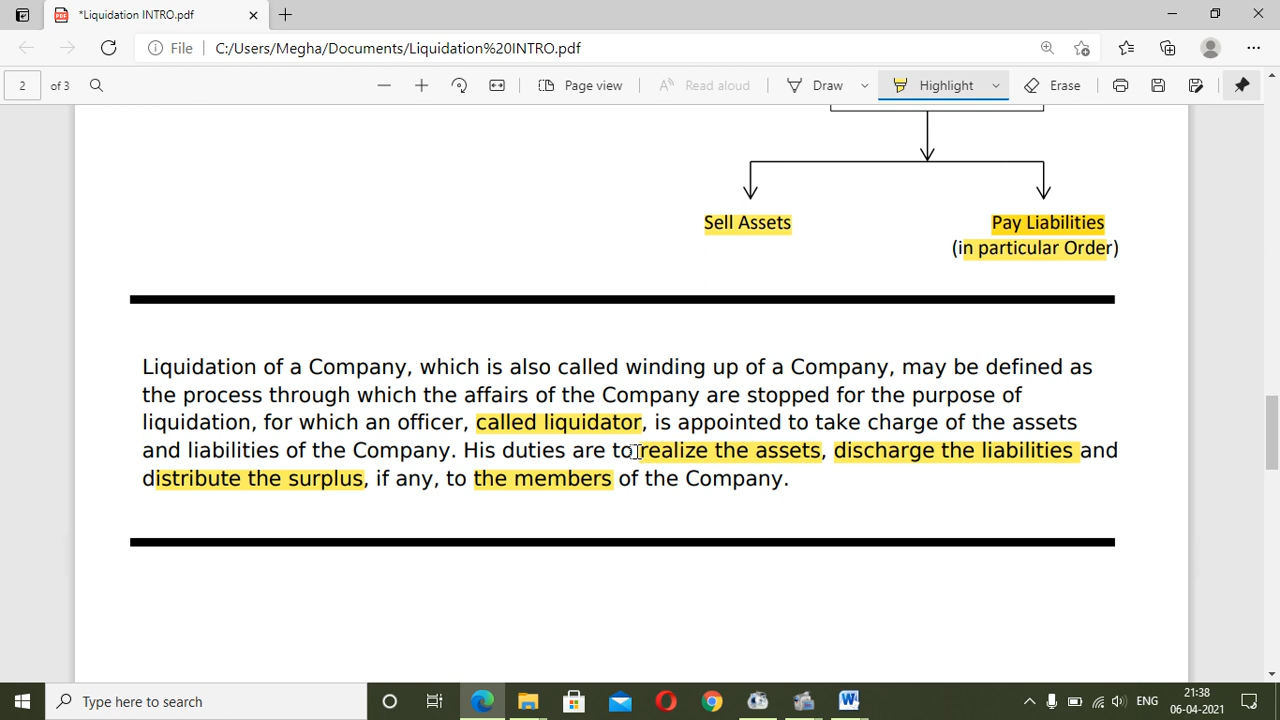 *Liquidation INTRO.pdf
File
C:/Users/Megha/Documents/Liquidation%20INTRO.pdf
2 of 3
Page view
Read aloud
Draw
Highlight
Erase
Sell Assets
Pay Liabilities
(in particular Order)
Liquidation of a Company, which is also called winding up of a Company, may be defined as
the process through which the affairs of the Company are stopped for the purpose of
liquidation, for which an officer, called liquidator, is appointed to take charge of the assets
and liabilities of the Company. His duties are to realize the assets, discharge the liabilities and
distribute the surplus, if any, to the members of the Company.
Type here to search
ENG
21:38
06-04-2021